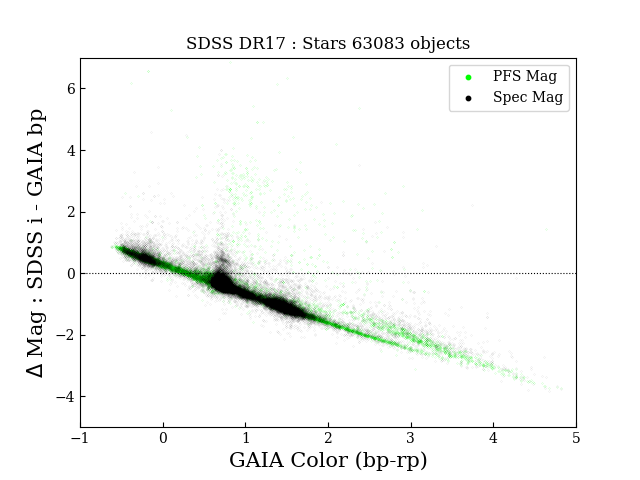 SDSS DR17 : Stars 63083 objects
PFS Mag
Spec Mag
Δ Mag : SDSS i - GAIA bp
6
4
2
0
−2
−4
−1
0
1
2
3
4
5
GAIA Color (bp-rp)